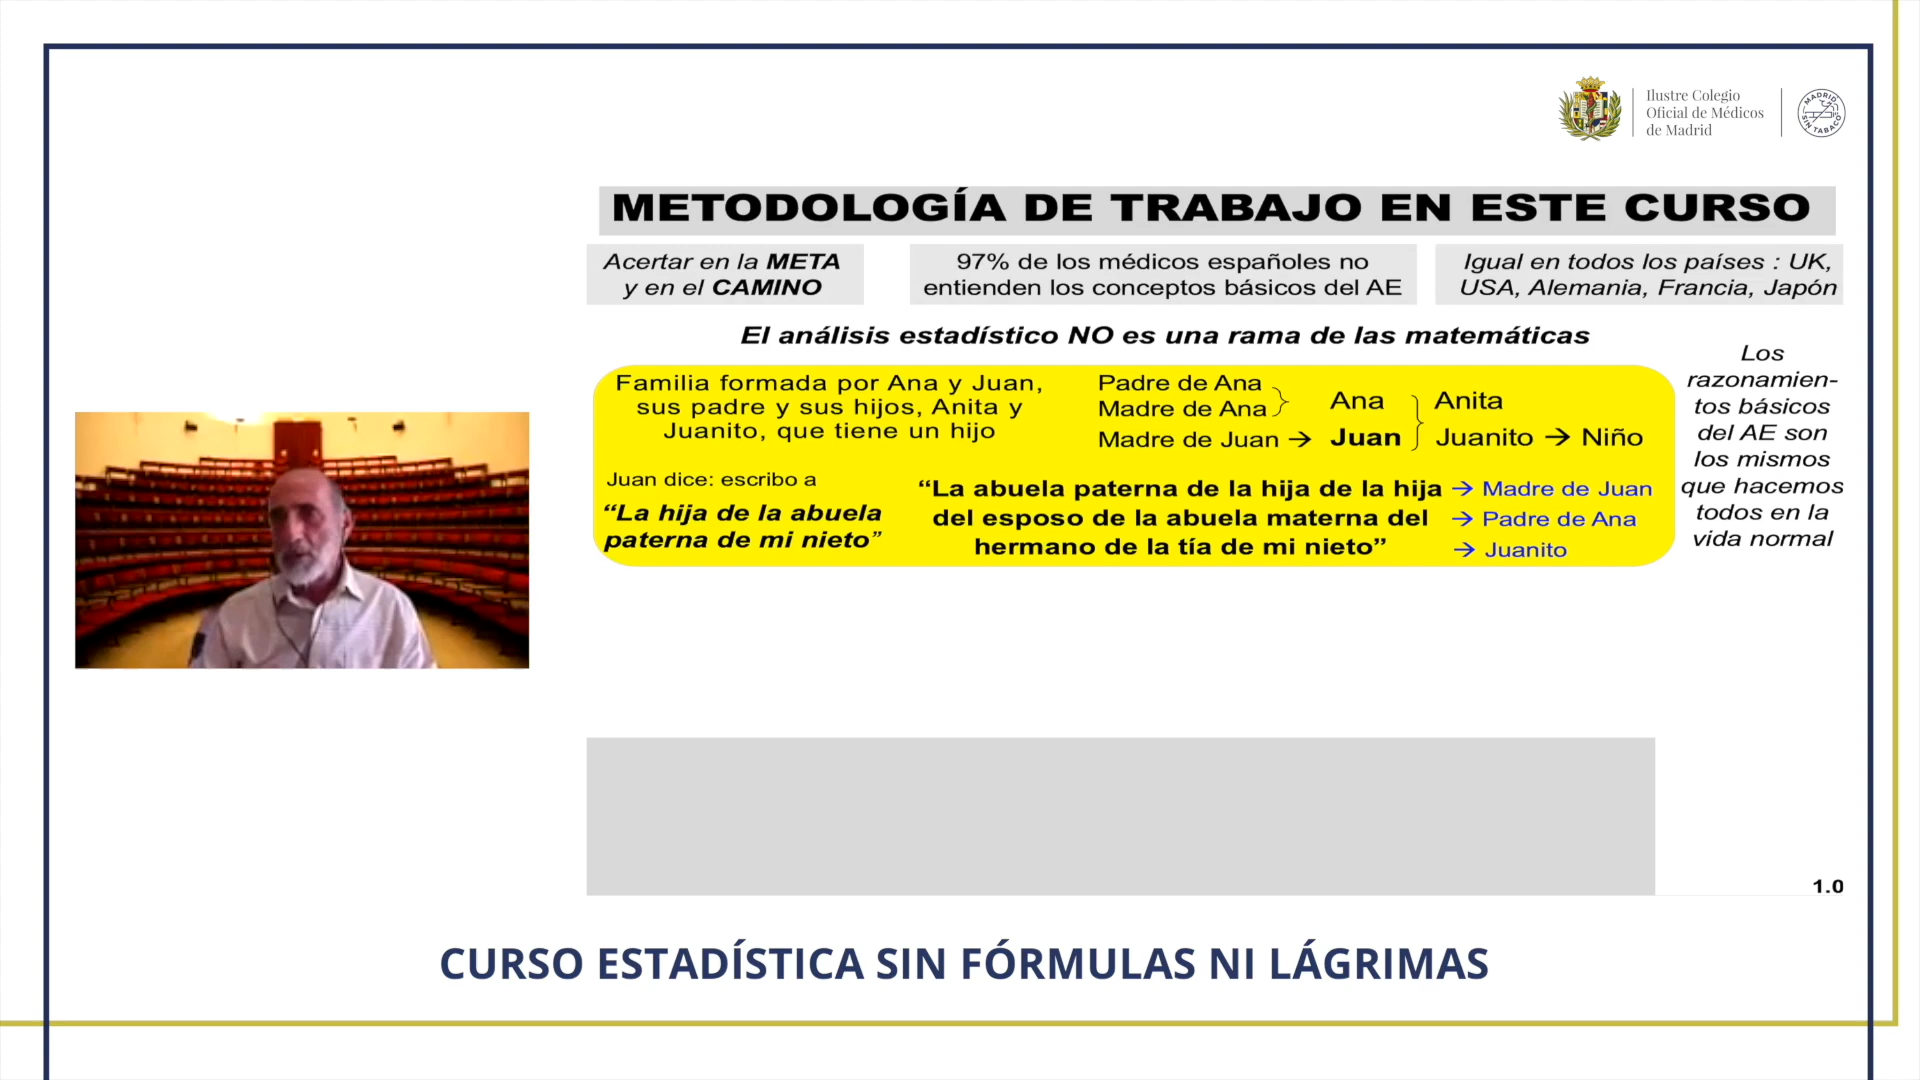 Ilustre Colegio
Oficial de Médicos
de Madrid
MADRID
SIN TABACO
METODOLOGÍA DE TRABAJO EN ESTE CURSO
Acertar en la META
y en el CAMINO
97% de los médicos españoles no
entienden los conceptos básicos del AE
Igual en todos los países : UK,
USA, Alemania, Francia, Japón
El análisis estadístico NO es una rama de las matemáticas
Familia formada por Ana y Juan,
sus padre y sus hijos, Anita y
Juanito, que tiene un hijo
Padre de Ana
Madre de Ana
Madre de Juan →
Ana
Juan
Anita
Juanito → Niño
Juan dice: escribo a
“La hija de la abuela
paterna de mi nieto”
“La abuela paterna de la hija de la hija
del esposo de la abuela materna del
hermano de la tía de mi nieto”
→ Madre de Juan
→ Padre de Ana
→ Juanito
Los
razonamien-
tos básicos
del AE son
los mismos
que hacemos
todos en la
vida normal
1.0
CURSO ESTADÍSTICA SIN FÓRMULAS NI LÁGRIMAS